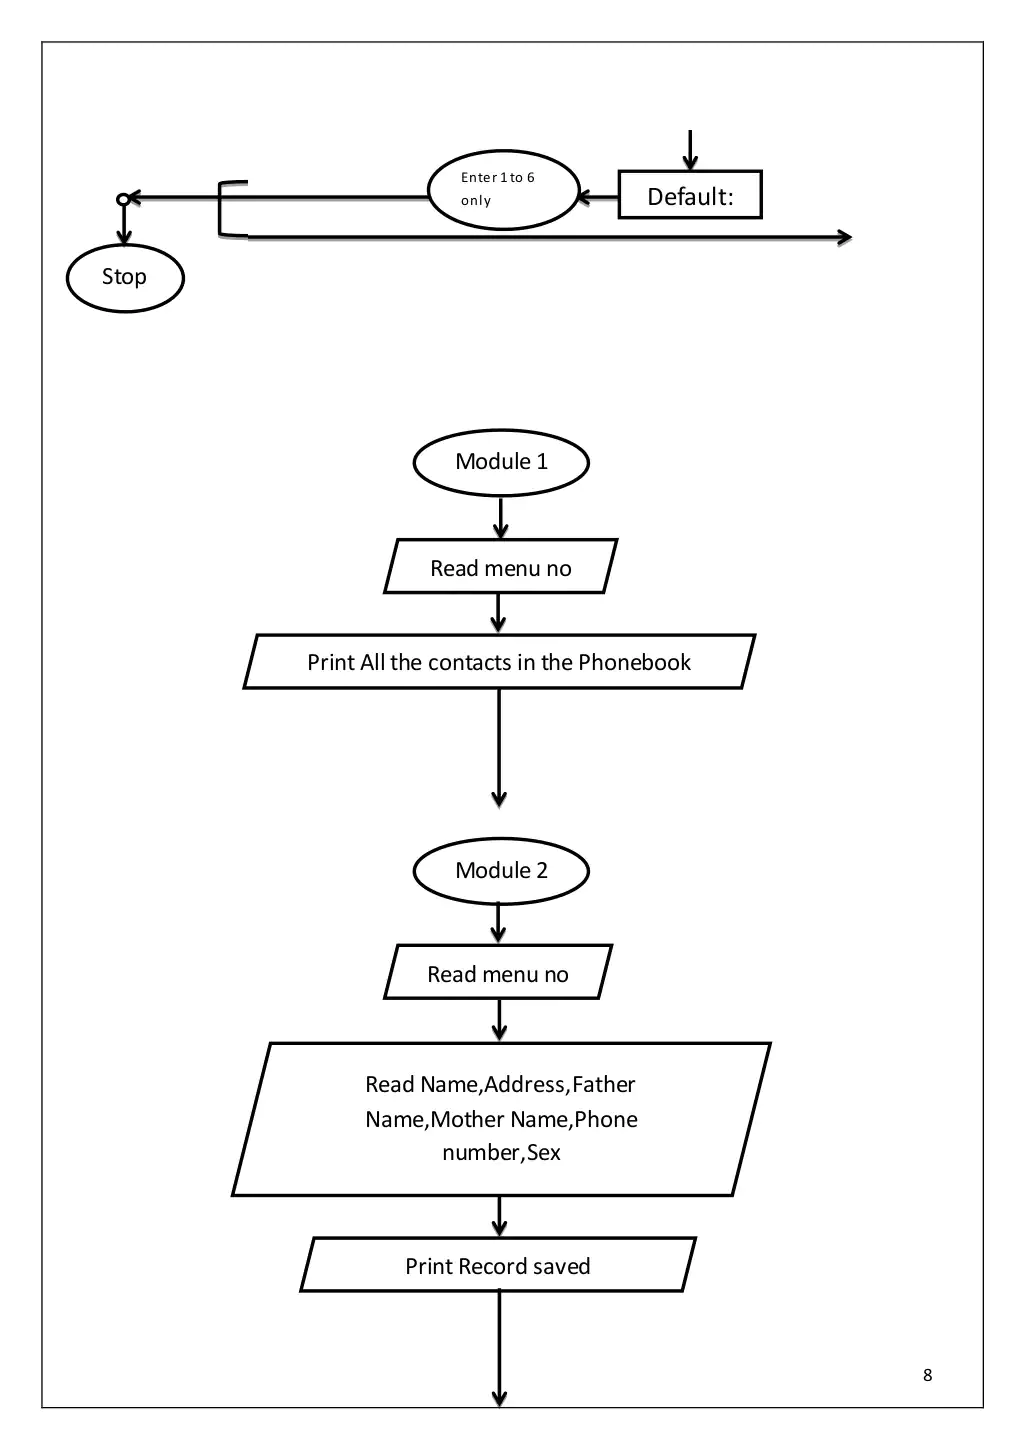 Enter 1 to 6
only
Default:
Stop
Module 1
Read menu no
Print All the contacts in the Phonebook
Module 2
Read menu no
Read Name,Address,Father
Name,Mother Name,Phone
number,Sex
Print Record saved
8